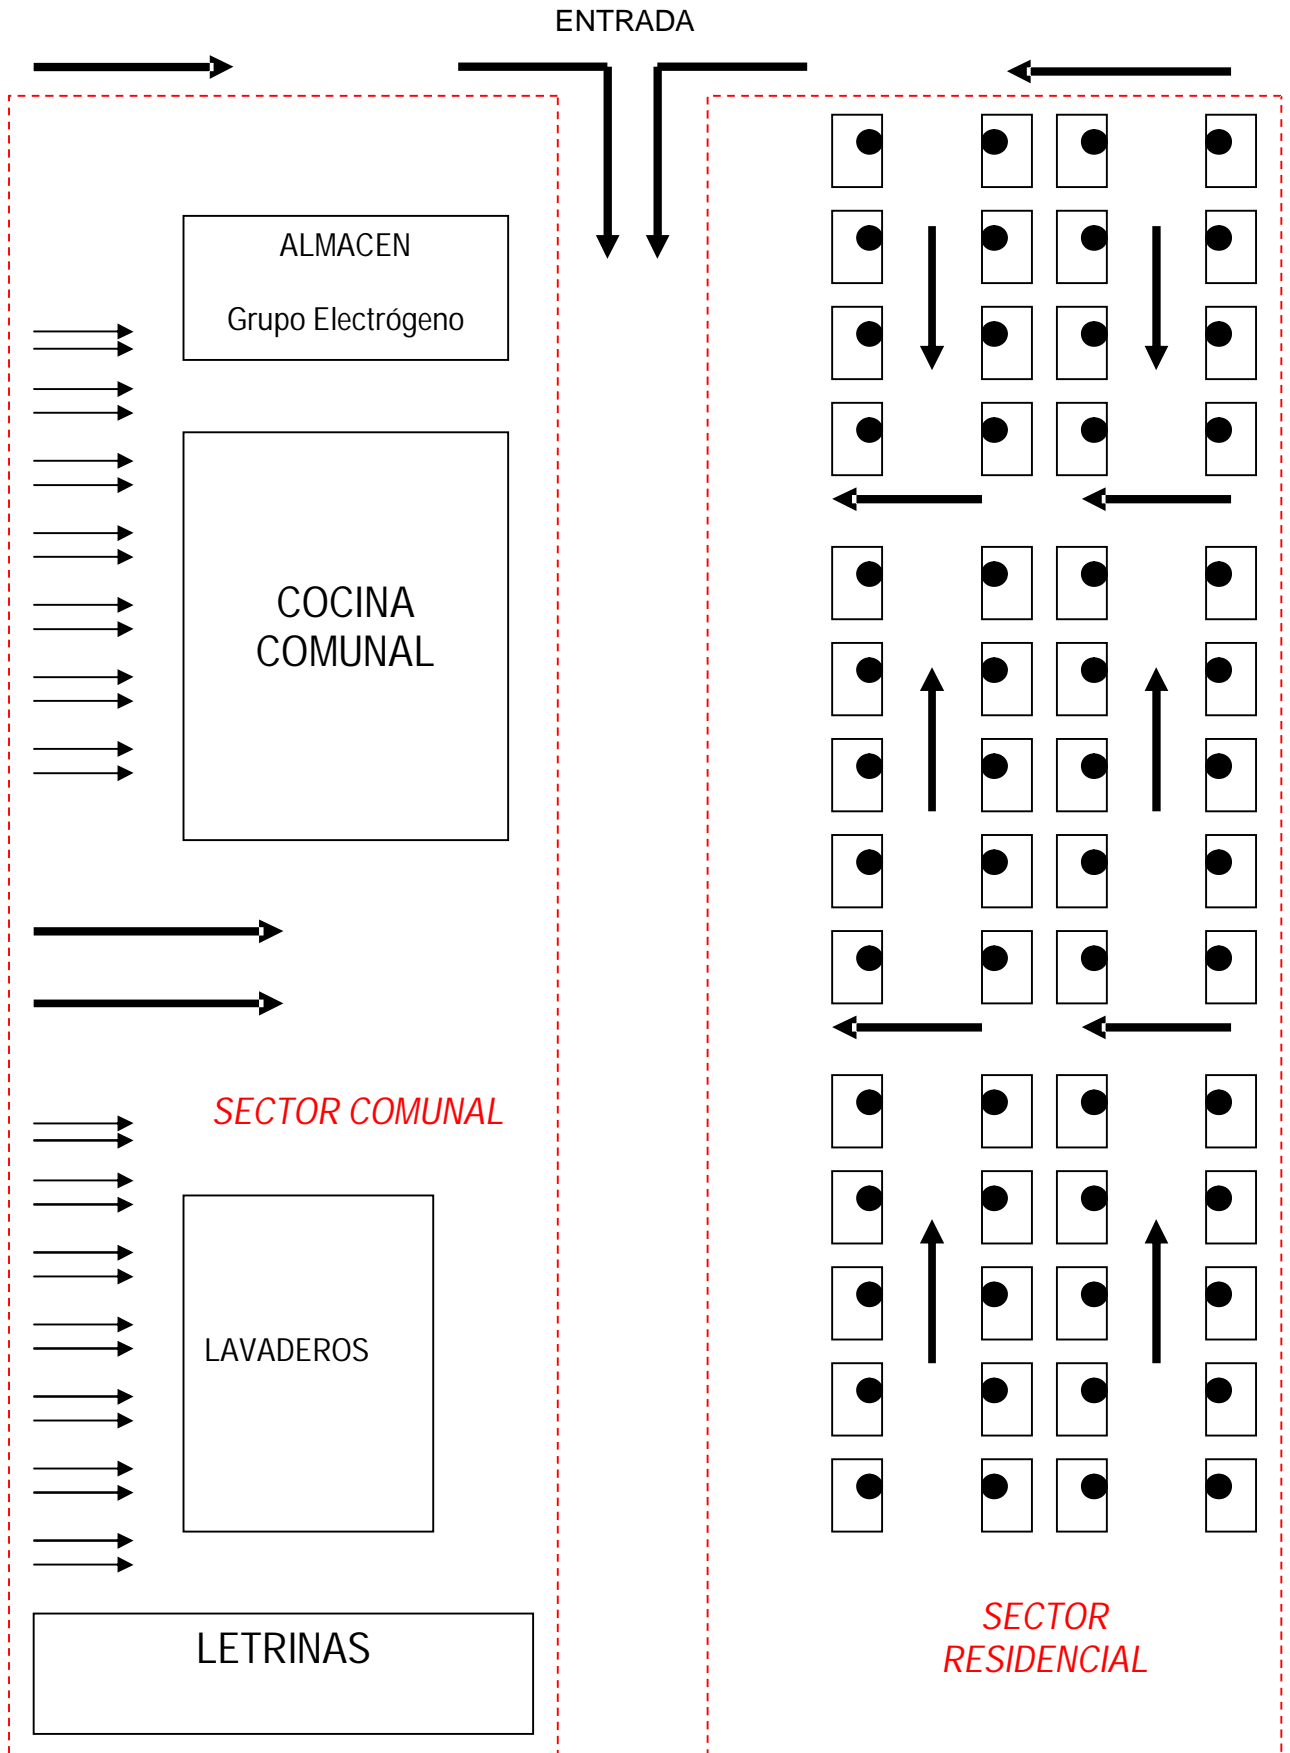 ENTRADA
ALMACEN
Grupo Electrógeno
COCINA
COMUNAL
SECTOR COMUNAL
LAVADEROS
LETRINAS
SECTOR
RESIDENCIAL